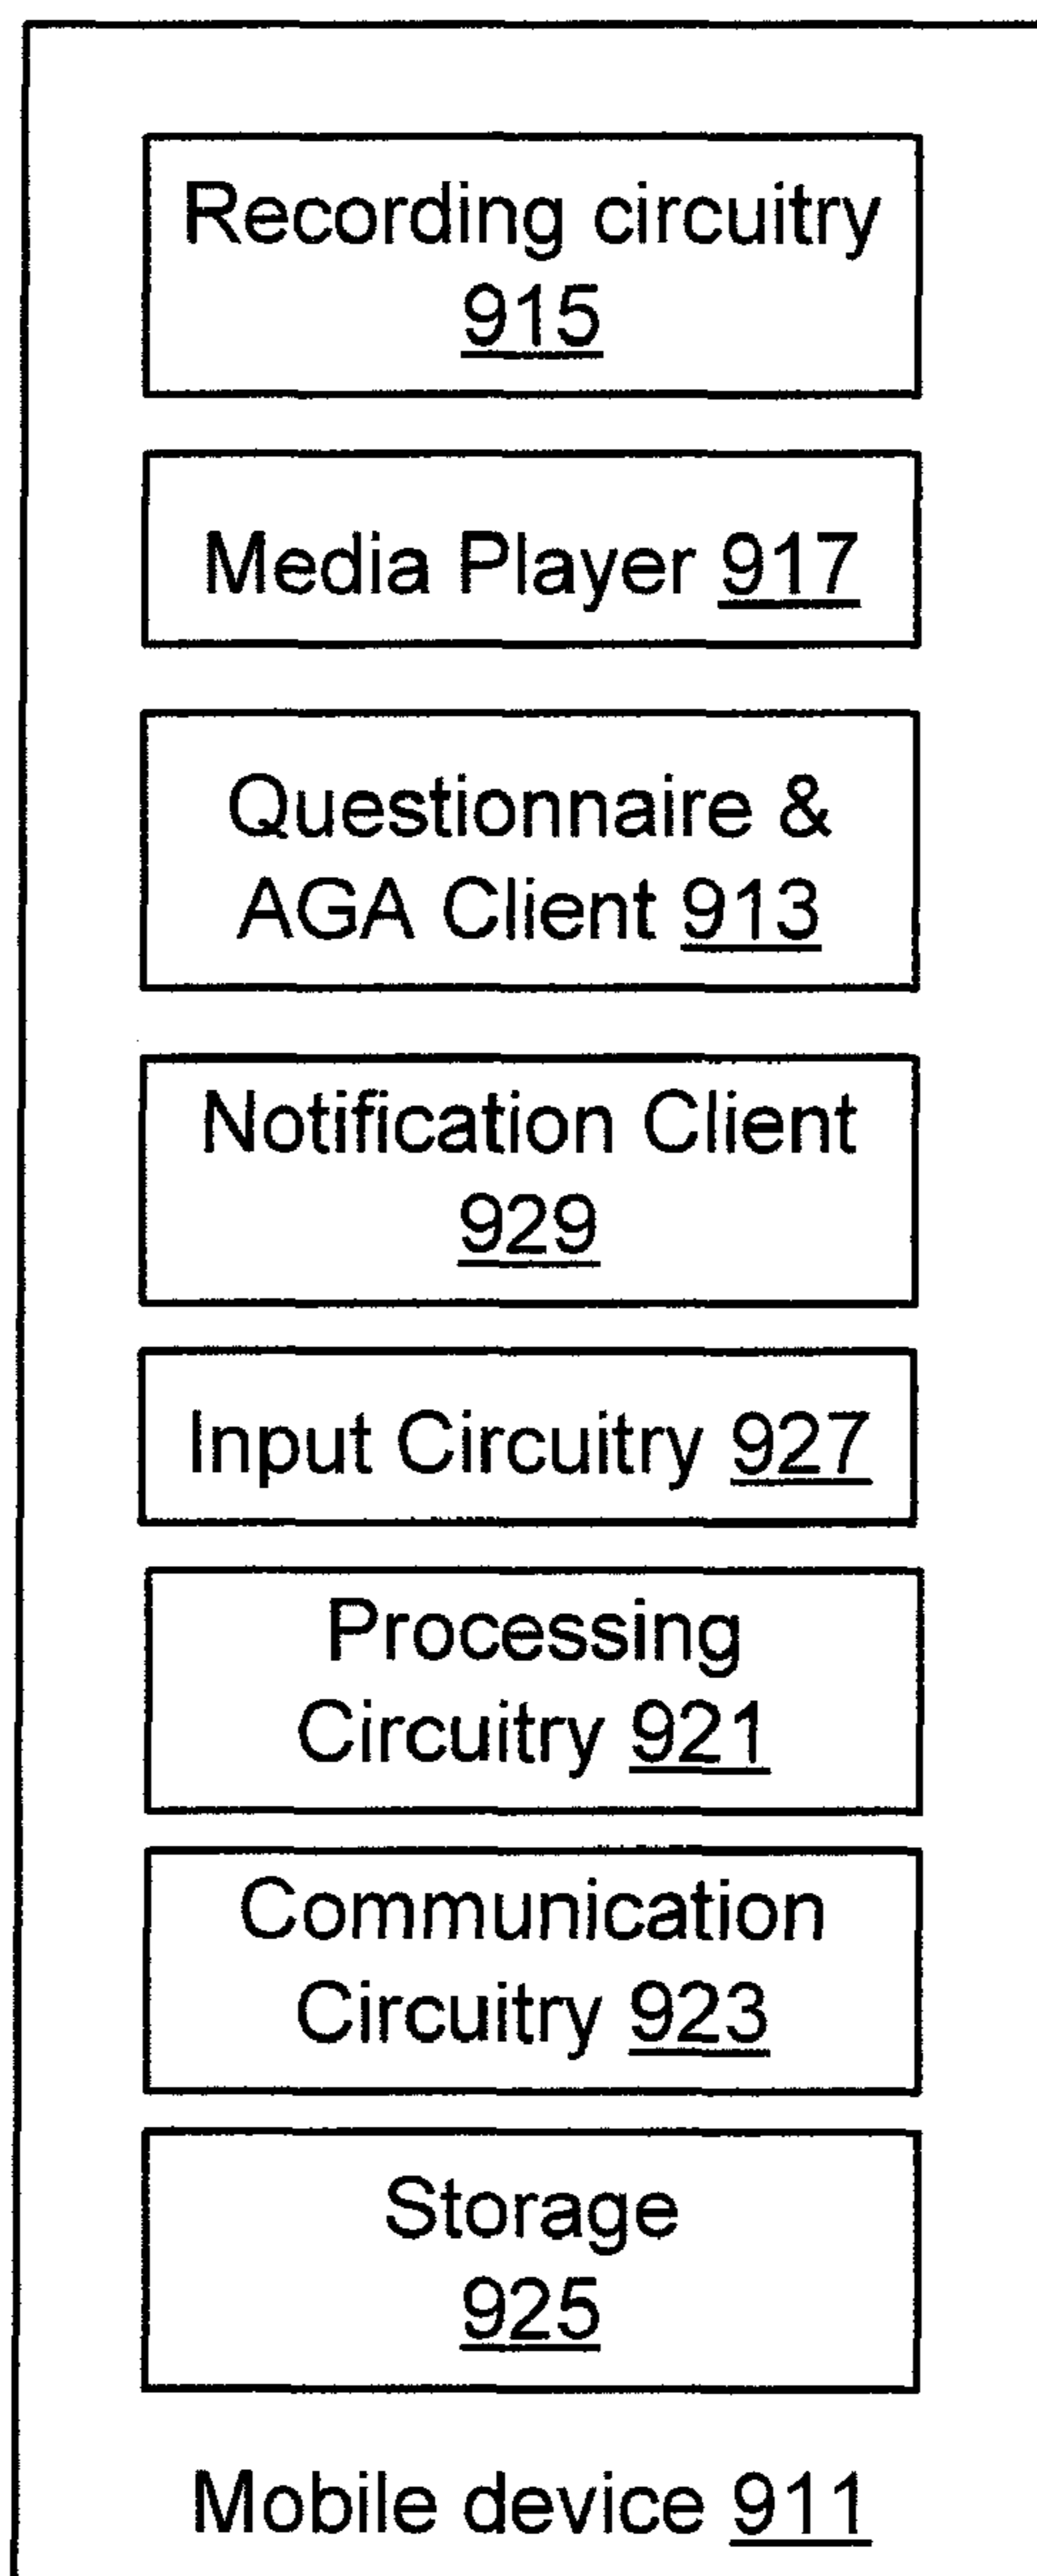 Recording circuitry
915
Media Player 917
Questionnaire &
AGA Client 913
Notification Client
929
Input Circuitry 927
Processing
Circuitry 921
Communication
Circuitry 923
Storage
925
Mobile device 911